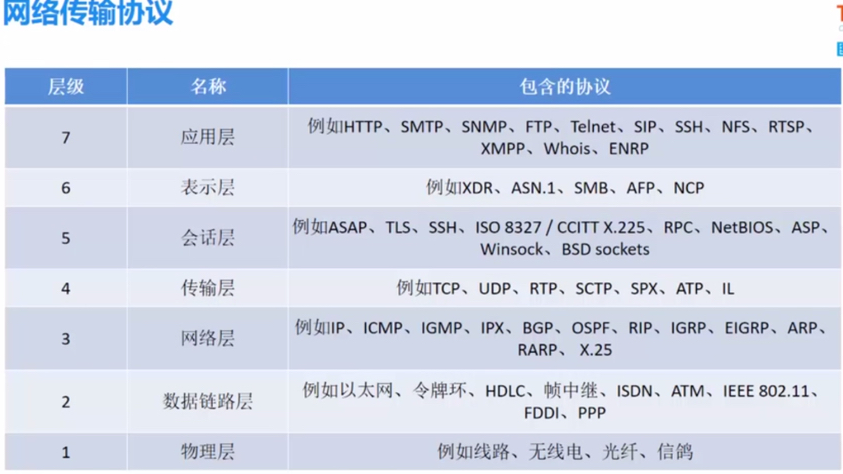 网络传输协议
层级 名称 包含的协议
7 应用层 例如HTTP、SMTP、SNMP、FTP、Telnet、SIP、SSH、NFS、RTSP、
XMPP、Whois、ENRP
6 表示层 例如XDR、ASN.1、SMB、AFP、NCP
5 会话层 例如ASAP、TLS、SSH、ISO 8327 / CCITT X.225、RPC、NetBIOS、ASP、
Winsock、BSD sockets
4 传输层 例如TCP、UDP、RTP、SCTP、SPX、ATP、IL
3 网络层 例如IP、ICMP、IGMP、IPX、BGP、OSPF、RIP、IGRP、EIGRP、ARP、
RARP、 X.25
2 数据链路层 例如以太网、令牌环、HDLC、帧中继、ISDN、ATM、IEEE 802.11、
FDDI、PPP
1 物理层 例如线路、无线电、光纤、信鸽